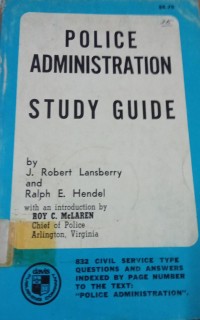 POLICE
ADMINISTRATION
STUDY GUIDE
by
J. Robert Lansberry
and
Ralph E. Hendel
with an introduction by
ROY C. McLAREN
Chief of Police
Arlington, Virginia
davis
832 CIVIL SERVICE TYPE
QUESTIONS AND ANSWERS
INDEXED BY PAGE NUMBER
TO THE TEXT:
"POLICE ADMINISTRATION".